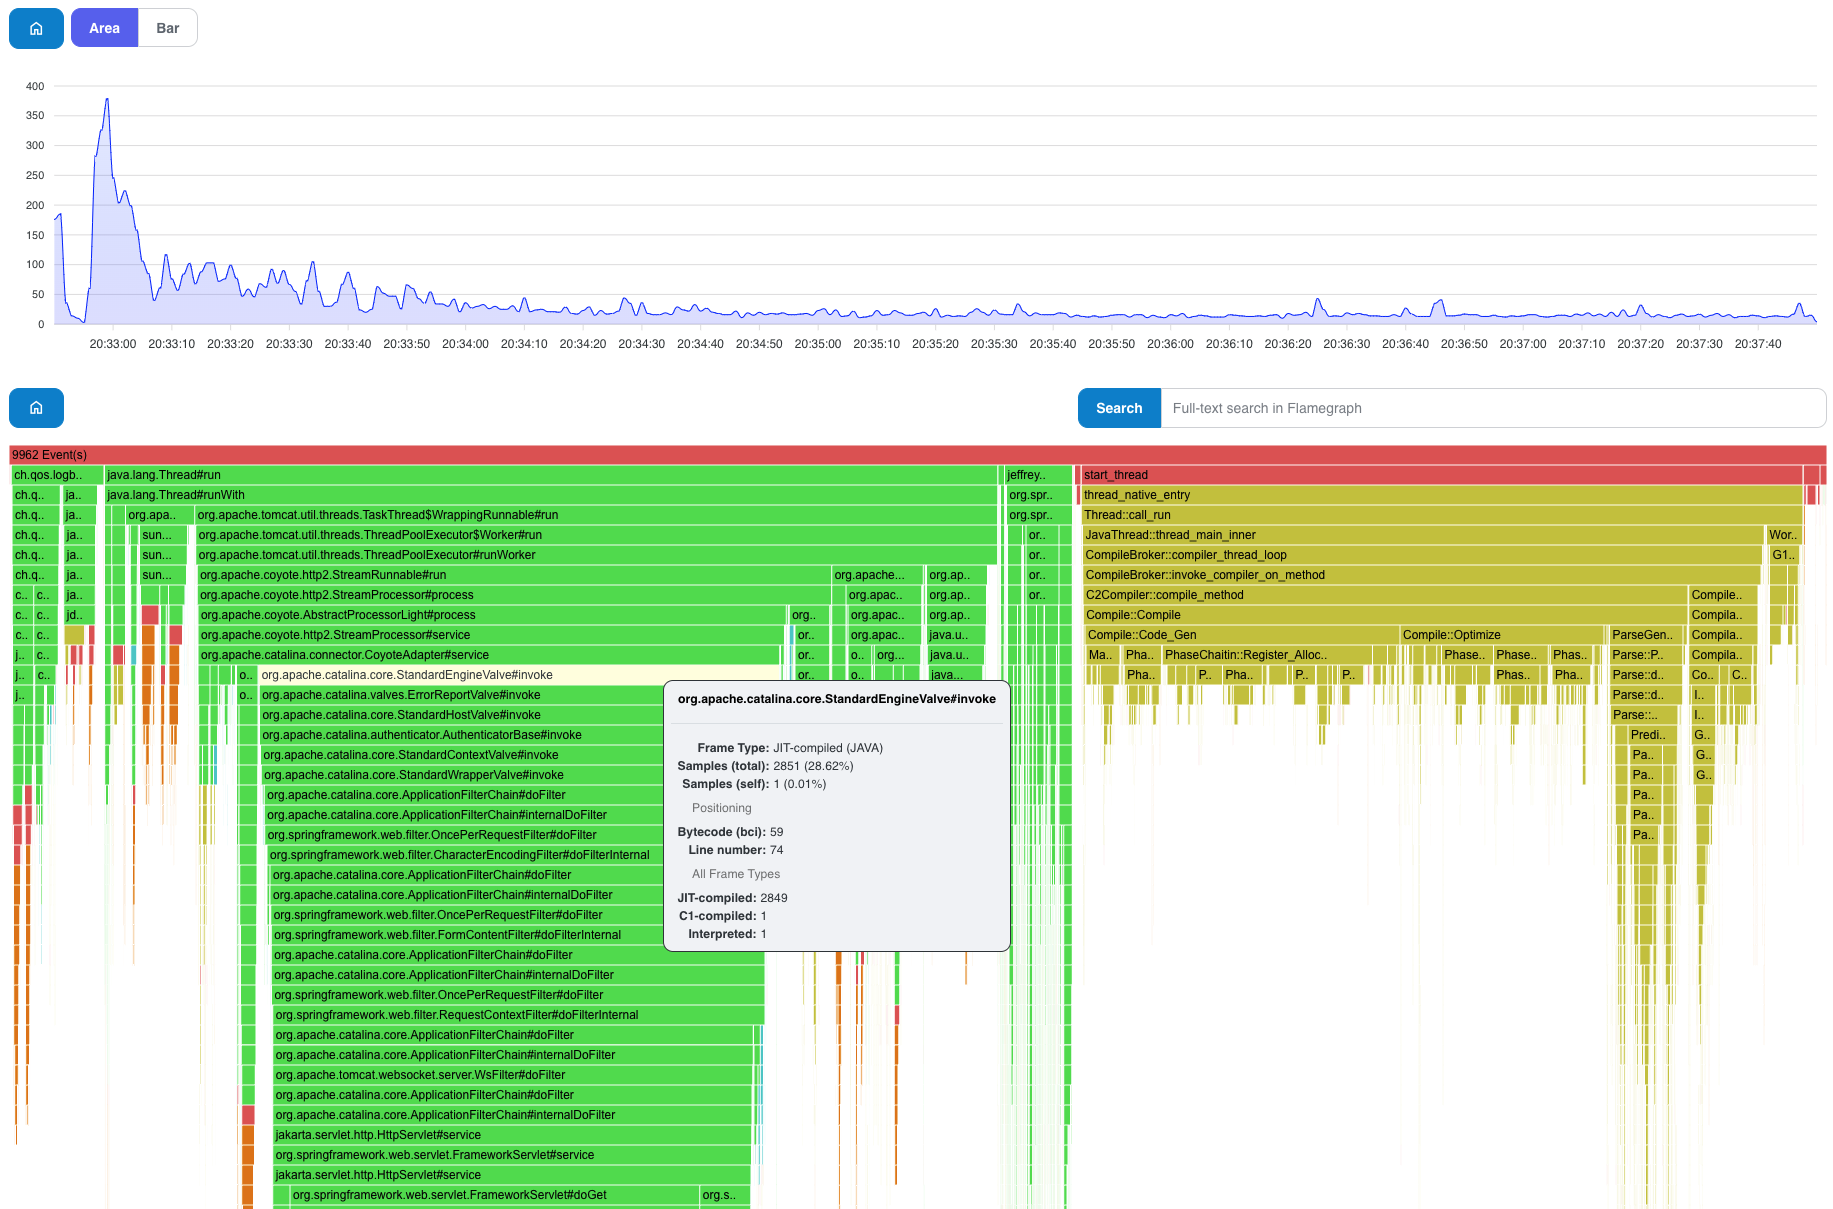 Area Bar
400
350
300
250
200
150
100
50
0
20:33:00 20:33:10 20:33:20 20:33:30 20:33:40 20:33:50 20:34:00 20:34:10 20:34:20 20:34:30 20:34:40 20:34:50 20:35:00 20:35:10 20:35:20 20:35:30 20:35:40 20:35:50 20:36:00 20:36:10 20:36:20 20:36:30 20:36:40 20:36:50 20:37:00 20:37:10 20:37:20 20:37:30 20:37:40
Search Full-text search in Flamegraph
9962 Event(s)
ch.qos.logb.. java.lang.Thread#run jeffrey.. start_thread
ch.q.. ja.. java.lang.Thread#runWith org.spr.. thread_native_entry
ch.q.. ja.. org.apa.. org.apache.tomcat.util.threads.TaskThread$WrappingRunnable#run org.spr.. Thread::call_run
ch.q.. ja.. sun... org.apache.tomcat.util.threads.ThreadPoolExecutor$Worker#run or.. JavaThread::thread_main_inner Wor..
ch.q.. ja.. sun... org.apache.tomcat.util.threads.ThreadPoolExecutor#runWorker or.. CompileBroker::compiler_thread_loop G1..
ch.q.. ja.. sun... org.apache.coyote.http2.StreamRunnable#run org.apache... org.ap.. or.. CompileBroker::invoke_compiler_on_method
c.. c.. ja.. org.apache.coyote.http2.StreamProcessor#process org.apac.. org.ap.. or.. C2Compiler::compile_method Compile..
c.. c.. jd.. org.apache.coyote.AbstractProcessorLight#process org.. org.apac.. org.ap.. Compile::Compile Compila..
c.. c.. org.apache.coyote.http2.StreamProcessor#service or.. org.apac.. java.u.. Compile::Code_Gen Compile::Optimize ParseGen.. Compila..
j.. c.. org.apache.catalina.connector.CoyoteAdapter#service or.. o.. org... java.u.. Ma.. Pha.. PhaseChaitin::Register_Alloc.. Phase.. Phase.. Phas.. Parse::P.. Compila..
j.. c.. o.. org.apache.catalina.core.StandardEngineValve#invoke or.. o.. java... Pha.. P.. Pha.. P.. P.. Phas.. Pha.. Parse::d.. Co.. C..
j.. o.. org.apache.catalina.valves.ErrorReportValve#invoke Parse::d.. I..
org.apache.catalina.core.StandardHostValve#invoke Parse::.. I..
org.apache.catalina.authenticator.AuthenticatorBase#invoke Predi.. G..
org.apache.catalina.core.StandardContextValve#invoke Pa.. G..
org.apache.catalina.core.StandardWrapperValve#invoke Pa.. G..
org.apache.catalina.core.ApplicationFilterChain#doFilter Pa..
org.apache.catalina.core.ApplicationFilterChain#internalDoFilter Pa..
org.springframework.web.filter.OncePerRequestFilter#doFilter Pa..
org.springframework.web.filter.CharacterEncodingFilter#doFilterInternal
org.apache.catalina.core.ApplicationFilterChain#doFilter
org.apache.catalina.core.ApplicationFilterChain#internalDoFilter
org.springframework.web.filter.OncePerRequestFilter#doFilter
org.springframework.web.filter.FormContentFilter#doFilterInternal
org.apache.catalina.core.ApplicationFilterChain#doFilter
org.apache.catalina.core.ApplicationFilterChain#internalDoFilter
org.springframework.web.filter.OncePerRequestFilter#doFilter
org.springframework.web.filter.RequestContextFilter#doFilterInternal
org.apache.catalina.core.ApplicationFilterChain#doFilter
org.apache.catalina.core.ApplicationFilterChain#internalDoFilter
org.apache.tomcat.websocket.server.WsFilter#doFilter
org.apache.catalina.core.ApplicationFilterChain#doFilter
org.apache.catalina.core.ApplicationFilterChain#internalDoFilter
jakarta.servlet.http.HttpServlet#service
org.springframework.web.servlet.FrameworkServlet#service
jakarta.servlet.http.HttpServlet#service
org.springframework.web.servlet.FrameworkServlet#doGet org.s..
org.apache.catalina.core.StandardEngineValve#invoke
Frame Type: JIT-compiled (JAVA)
Samples (total): 2851 (28.62%)
Samples (self): 1 (0.01%)
Positioning
Bytecode (bci): 59
Line number: 74
All Frame Types
JIT-compiled: 2849
C1-compiled: 1
Interpreted: 1